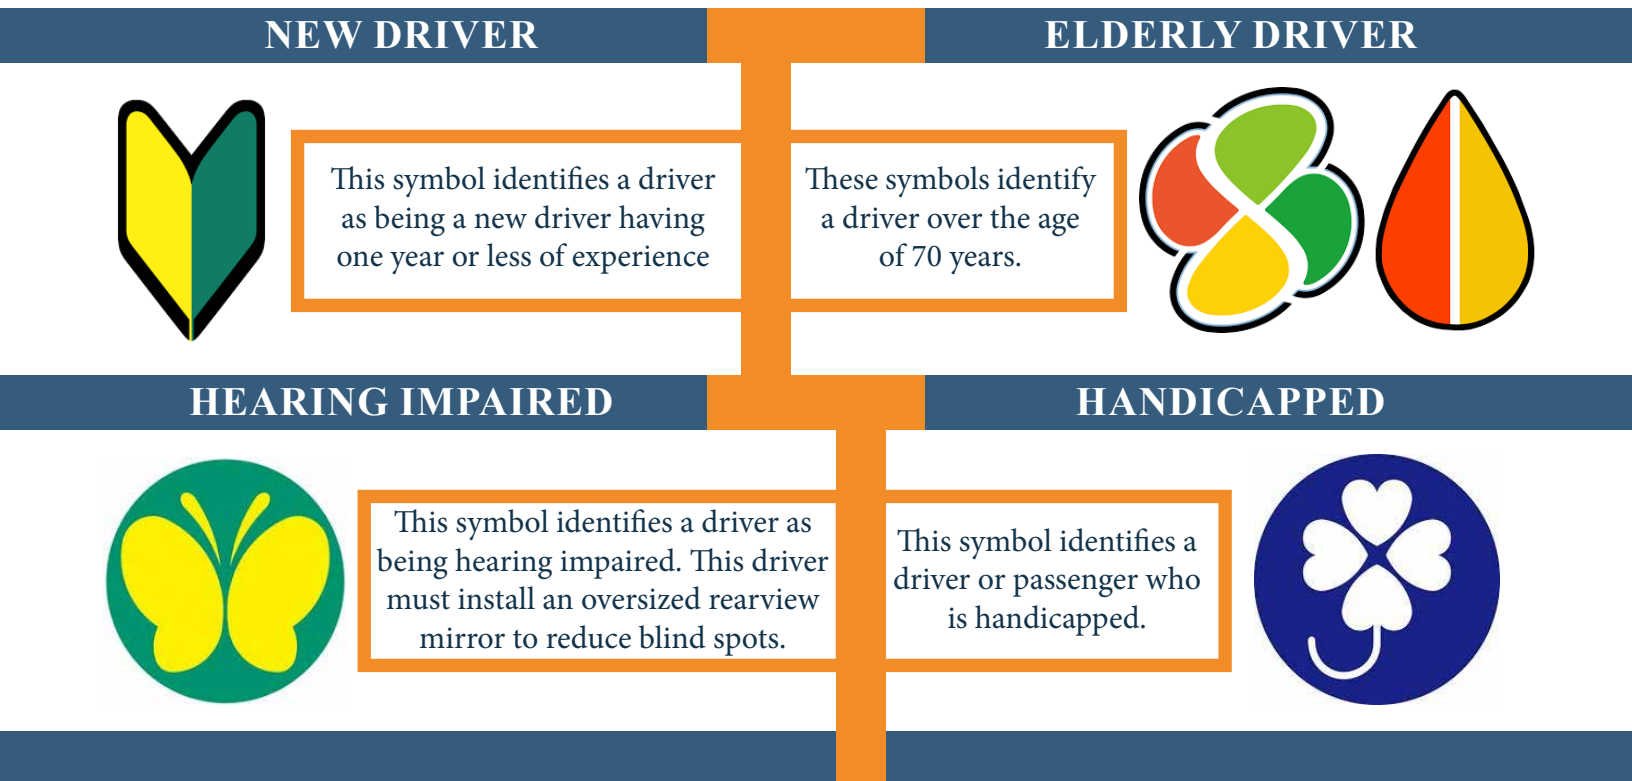 NEW DRIVER
This symbol identifies a driver
as being a new driver having
one year or less of experience
ELDERLY DRIVER
These symbols identify
a driver over the age
of 70 years.
HEARING IMPAIRED
This symbol identifies a driver as
being hearing impaired. This driver
must install an oversized rearview
mirror to reduce blind spots.
HANDICAPPED
This symbol identifies a
driver or passenger who
is handicapped.